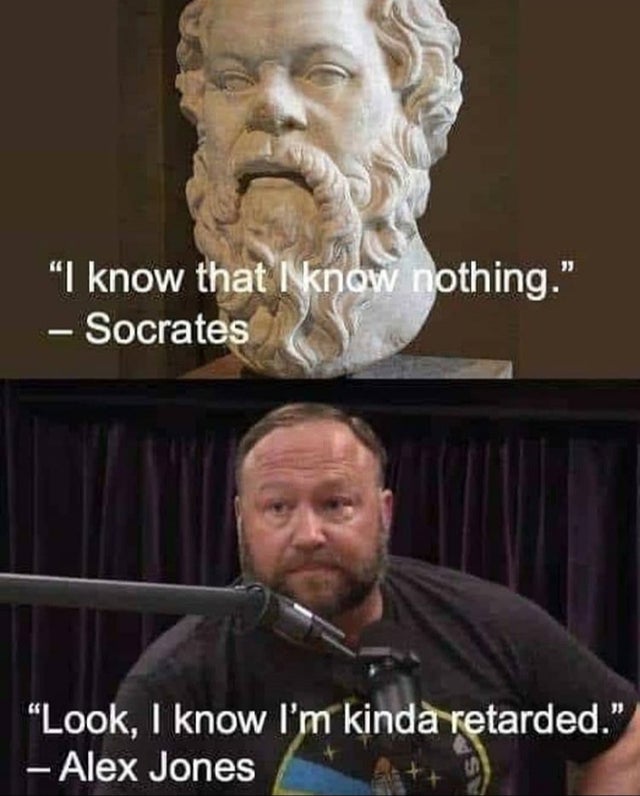 “I know that I know nothing.”
– Socrates
“Look, I know I’m kinda retarded.”
– Alex Jones